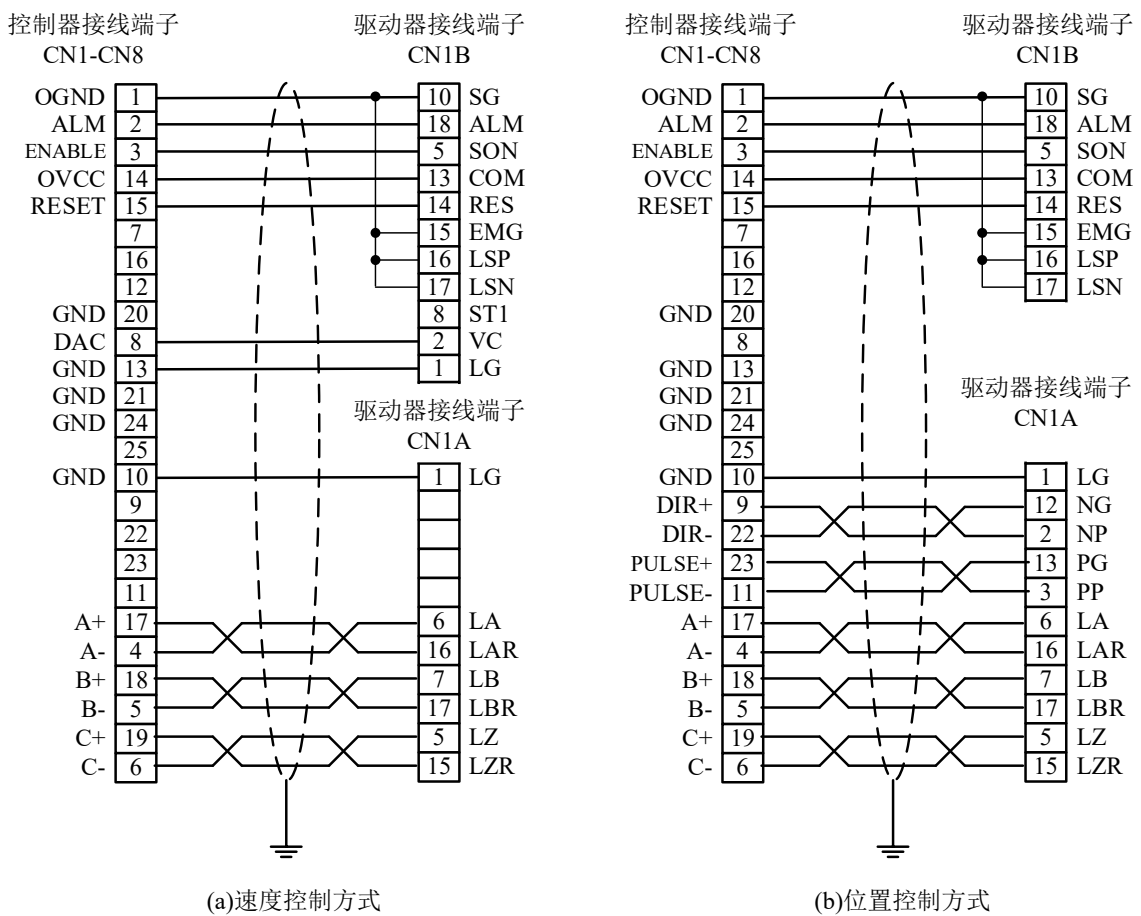 控制器接线端子
CN1-CN8
驱动器接线端子
CN1B
OGND 1 10 SG
ALM 2 18 ALM
ENABLE 3 5 SON
OVCC 14 13 COM
RESET 15 14 RES
7 15 EMG
16 16 LSP
12 17 LSN
GND 20 8 ST1
DAC 8 2 VC
GND 13 1 LG
GND 21
GND 24
25
驱动器接线端子
CN1A
GND 10 1 LG
9
22
23
11
A+ 17 6 LA
A- 4 16 LAR
B+ 18 7 LB
B- 5 17 LBR
C+ 19 5 LZ
C- 6 15 LZR
(a)速度控制方式
控制器接线端子
CN1-CN8
驱动器接线端子
CN1B
OGND 1 10 SG
ALM 2 18 ALM
ENABLE 3 5 SON
OVCC 14 13 COM
RESET 15 14 RES
7 15 EMG
16 16 LSP
12 17 LSN
GND 20
8
GND 13
GND 21
GND 24
25
驱动器接线端子
CN1A
GND 10 1 LG
DIR+ 9 12 NG
DIR- 22 2 NP
PULSE+ 23 13 PG
PULSE- 11 3 PP
A+ 17 6 LA
A- 4 16 LAR
B+ 18 7 LB
B- 5 17 LBR
C+ 19 5 LZ
C- 6 15 LZR
(b)位置控制方式